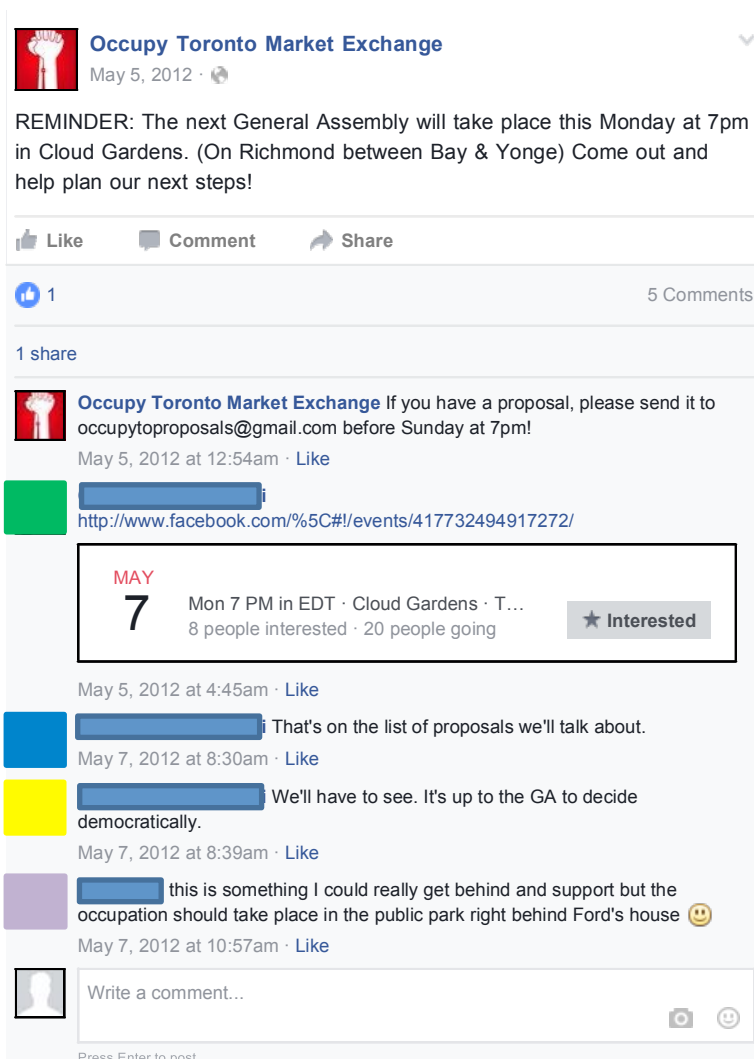 Occupy Toronto Market Exchange
May 5, 2012 ·
REMINDER: The next General Assembly will take place this Monday at 7pm
in Cloud Gardens. (On Richmond between Bay & Yonge) Come out and
help plan our next steps!
Like Comment Share
1 5 Comments
1 share
Occupy Toronto Market Exchange If you have a proposal, please send it to
occupytoproposals@gmail.com before Sunday at 7pm!
May 5, 2012 at 12:54am · Like
http://www.facebook.com/%5C#!/events/417732494917272/
MAY
7
Mon 7 PM in EDT · Cloud Gardens · T…
8 people interested · 20 people going
Interested
May 5, 2012 at 4:45am · Like
That's on the list of proposals we'll talk about.
May 7, 2012 at 8:30am · Like
We'll have to see. It's up to the GA to decide
democratically.
May 7, 2012 at 8:39am · Like
this is something I could really get behind and support but the
occupation should take place in the public park right behind Ford's house
May 7, 2012 at 10:57am · Like
Write a comment...
Press Enter to post